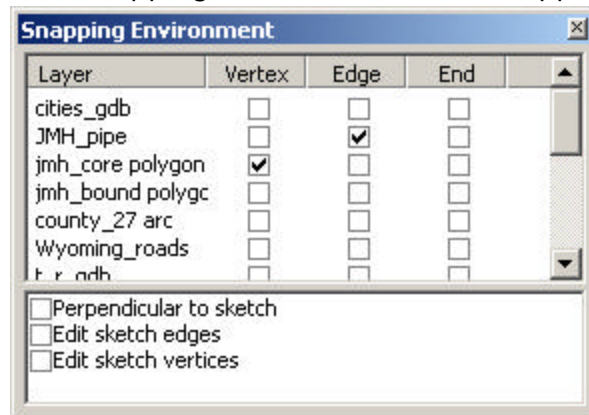 Snapping Environment
Layer Vertex Edge End
cities_gdb
JMH_pipe
jmh_core polygon
jmh_bound polygc
county_27 arc
Wyoming_roads
t_r_gdb
Perpendicular to sketch
Edit sketch edges
Edit sketch vertices